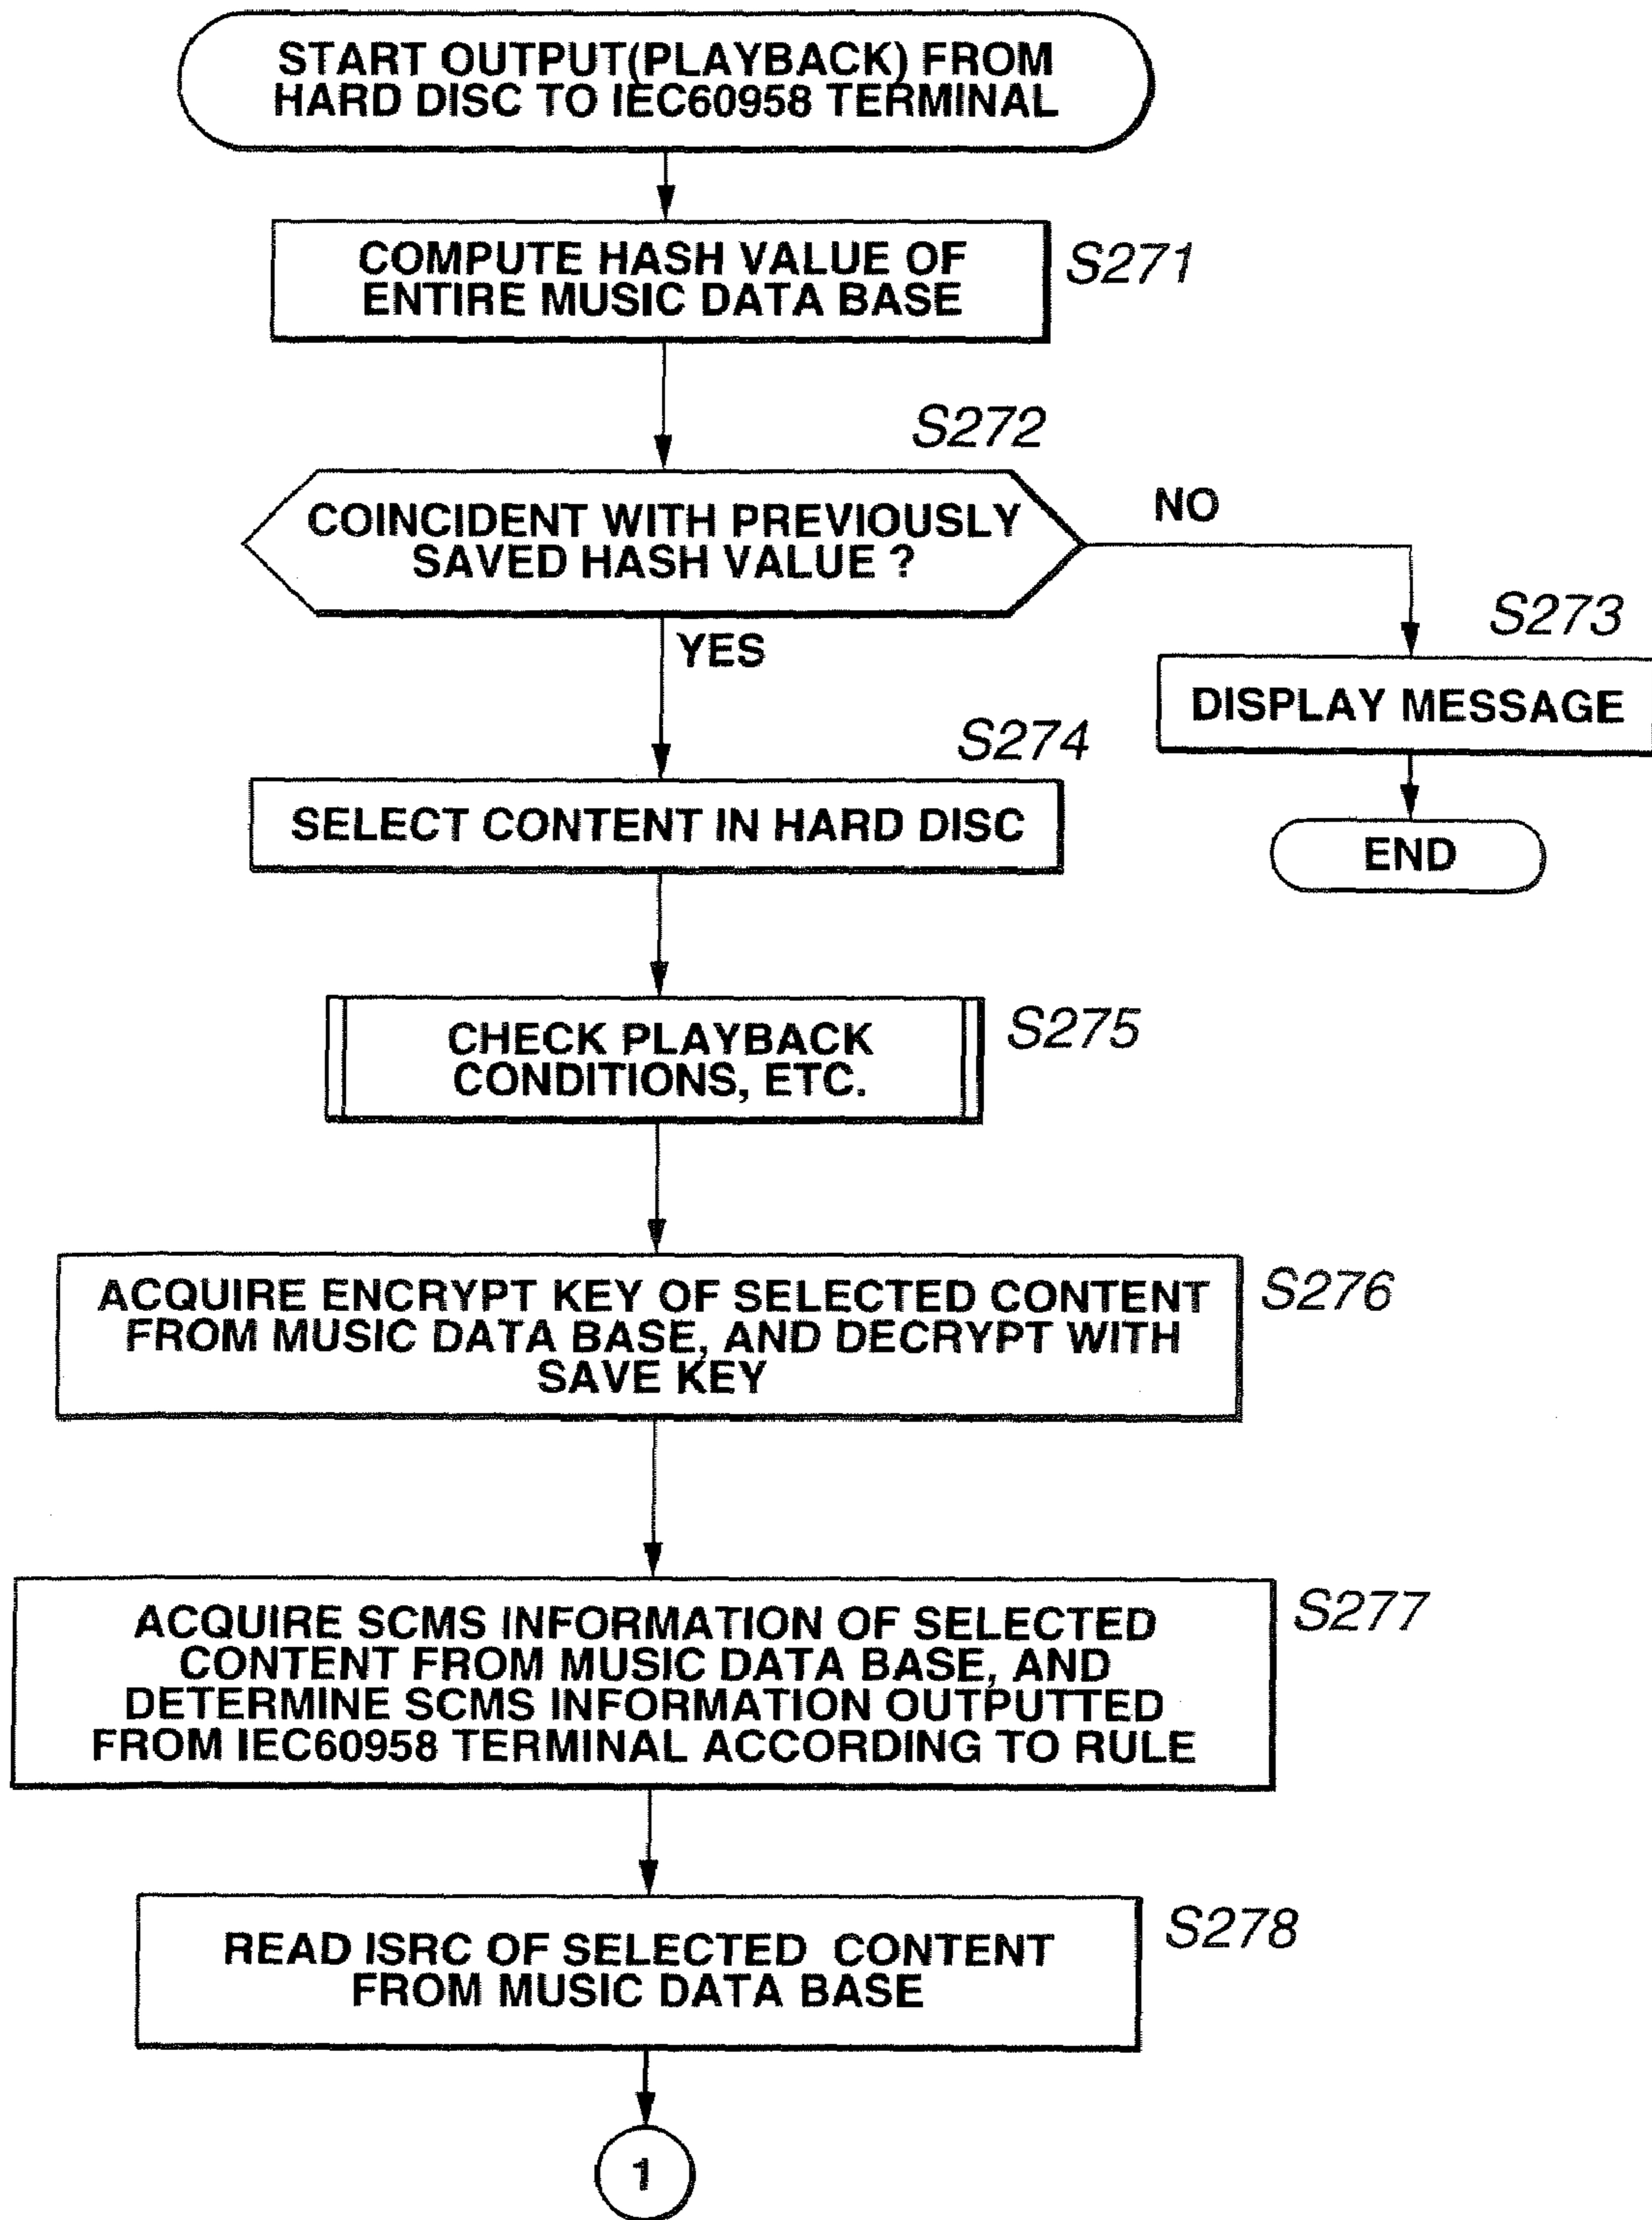 START OUTPUT(PLAYBACK) FROM
HARD DISC TO IEC60958 TERMINAL
COMPUTE HASH VALUE OF
ENTIRE MUSIC DATA BASE
S271
S272
COINCIDENT WITH PREVIOUSLY
SAVED HASH VALUE ?
NO
YES
S273
DISPLAY MESSAGE
END
S274
SELECT CONTENT IN HARD DISC
CHECK PLAYBACK
CONDITIONS, ETC.
S275
ACQUIRE ENCRYPT KEY OF SELECTED CONTENT
FROM MUSIC DATA BASE, AND DECRYPT WITH
SAVE KEY
S276
ACQUIRE SCMS INFORMATION OF SELECTED
CONTENT FROM MUSIC DATA BASE, AND
DETERMINE SCMS INFORMATION OUTPUTTED
FROM IEC60958 TERMINAL ACCORDING TO RULE
S277
READ ISRC OF SELECTED CONTENT
FROM MUSIC DATA BASE
S278
1